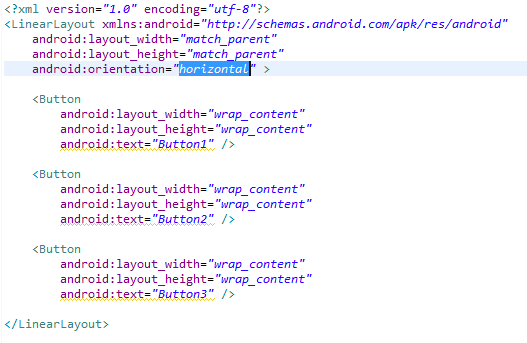 <?xml version="1.0" encoding="utf-8"?>
<LinearLayout xmlns:android="http://schemas.android.com/apk/res/android"
    android:layout_width="match_parent"
    android:layout_height="match_parent"
    android:orientation="horizontal" >
    <Button
        android:layout_width="wrap_content"
        android:layout_height="wrap_content"
        android:text="Button1" />
    <Button
        android:layout_width="wrap_content"
        android:layout_height="wrap_content"
        android:text="Button2" />
    <Button
        android:layout_width="wrap_content"
        android:layout_height="wrap_content"
        android:text="Button3" />
</LinearLayout>